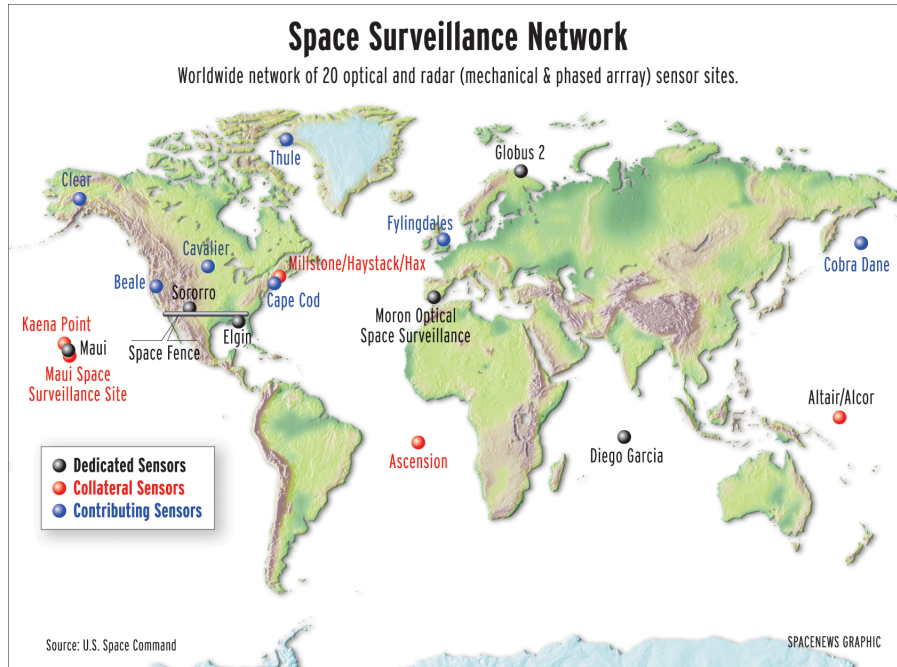 Space Surveillance Network
Worldwide network of 20 optical and radar (mechanical & phased arrray) sensor sites.
Thule
Globus 2
Clear
Fylingdales
Cavalier
Millstone/Haystack/Hax
Cobra Dane
Beale
Sororro
Cape Cod
Moron Optical
Space Surveillance
Kaena Point
Elgin
Maui
Space Fence
Maui Space
Surveillance Site
Altair/Alcor
Ascension
Diego Garcia
Dedicated Sensors
Collateral Sensors
Contributing Sensors
Source: U.S. Space Command
SPACENEWS GRAPHIC